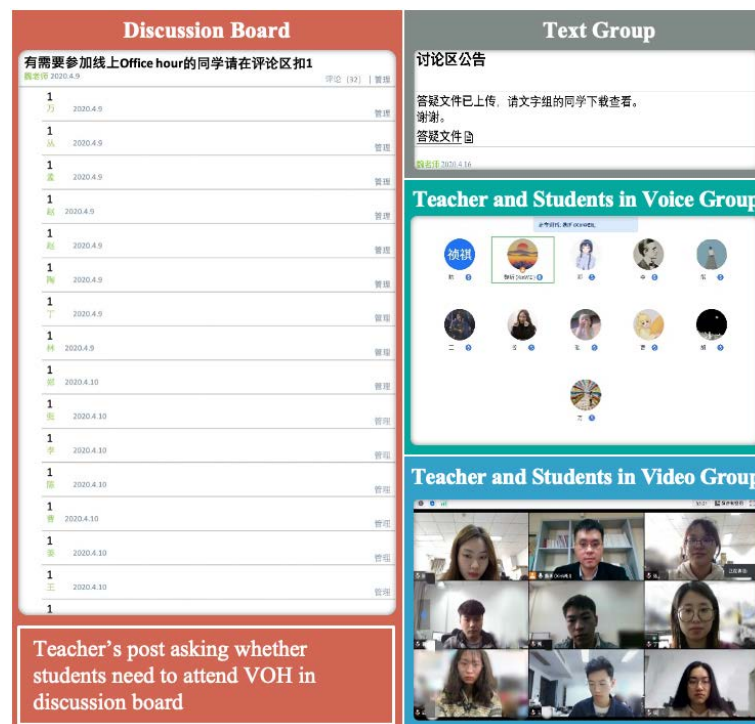 Discussion Board
有需要参加线上Office hour的同学请在评论区扣1
魏老师 2020.4.9
评论 [32] | 管理
1
万 2020.4.9 管理
1
丛 2020.4.9 管理
1
孟 2020.4.9 管理
1
赵 2020.4.9 管理
1
赵 2020.4.9 管理
1
陶 2020.4.9 管理
1
丁 2020.4.9 管理
1
林 2020.4.9 管理
1
2020.4.10 管理
1
2020.4.10 管理
1
李 2020.4.10 管理
1
陈 2020.4.10 管理
1
曹 2020.4.10 管理
1
2020.4.10 管理
1
王 2020.4.10 管理
1
Teacher’s post asking whether
students need to attend VOH in
discussion board
Text Group
讨论区公告
答疑文件已上传，请文字组的同学下载查看。
谢谢。
答疑文件
魏老师 2020.4.16
Teacher and Students in Voice Group
祯祺
Teacher and Students in Video Group